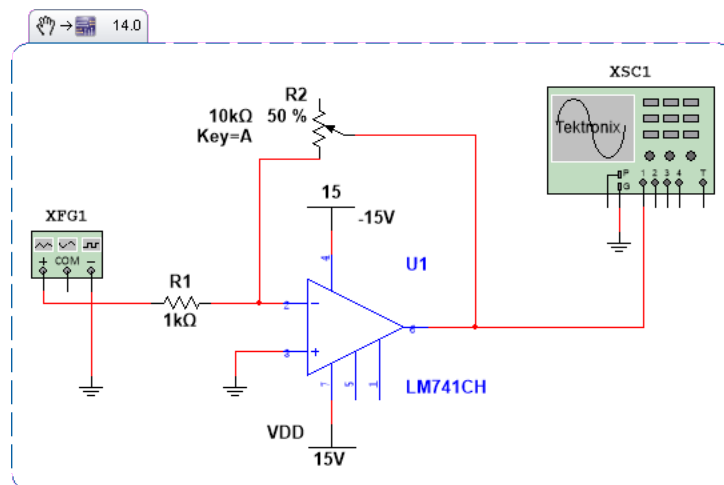 14.0
XSC1
R2
10kΩ 50 %
Key=A
Tektronix
P
G
1 2 3 4 T
15
-15V
XFG1
+ COM −
U1
4
R1
1kΩ
2
−
6
3
+
7 5 1
LM741CH
VDD
15V